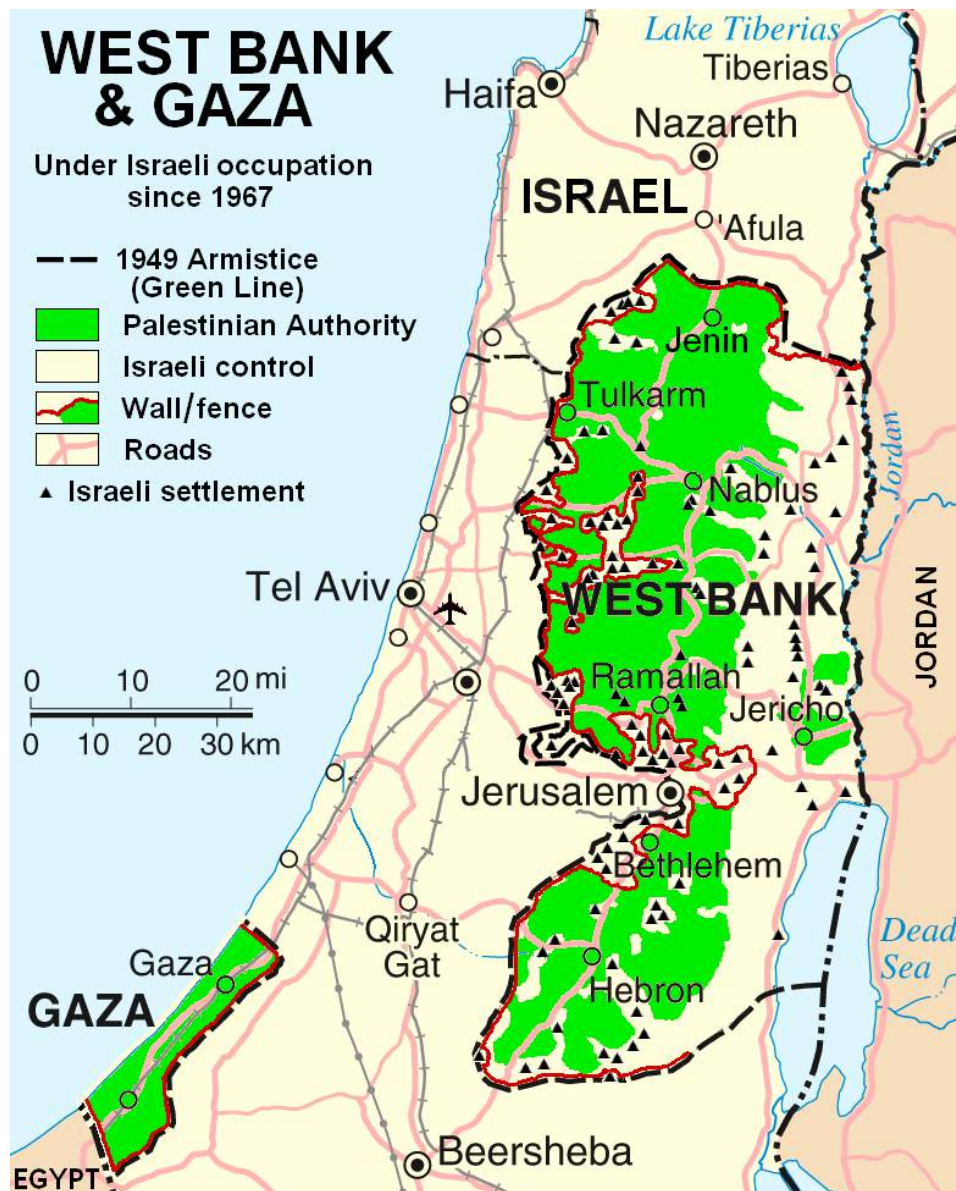 WEST BANK
& GAZA
Under Israeli occupation
since 1967
1949 Armistice
(Green Line)
Palestinian Authority
Israeli control
Wall/fence
Roads
Israeli settlement
Lake Tiberias
Tiberias
Haifa
Nazareth
ISRAEL
'Afula
Jenin
Tulkarm
Nablus
Jordan
Tel Aviv
WEST BANK
JORDAN
0 10 20 mi
0 10 20 30 km
Ramallah
Jericho
Jerusalem
Bethlehem
Qiryat
Gat
Dead
Sea
Gaza
GAZA
Hebron
Beersheba
EGYPT